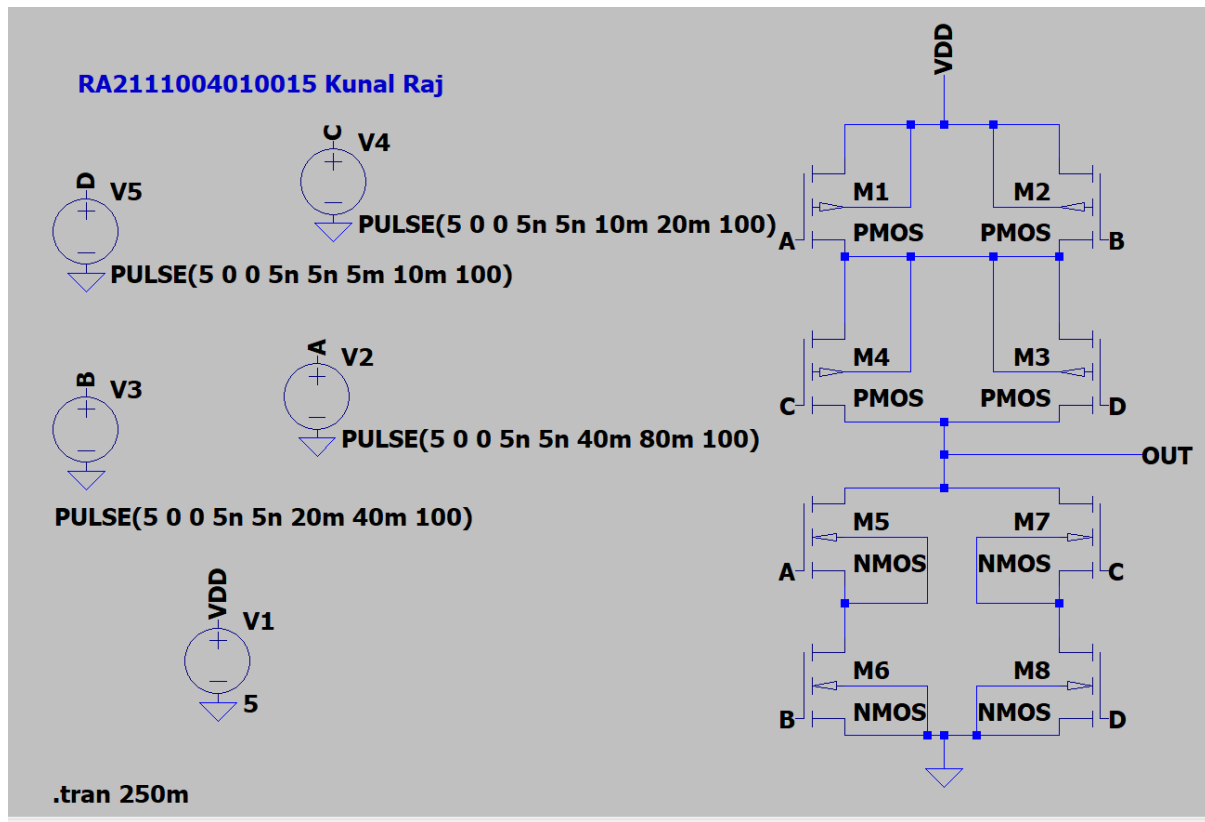 RA2111004010015 Kunal Raj
VDD
C
V4
PULSE(5 0 0 5n 5n 10m 20m 100)
D
V5
PULSE(5 0 0 5n 5n 5m 10m 100)
A
V2
PULSE(5 0 0 5n 5n 40m 80m 100)
B
V3
PULSE(5 0 0 5n 5n 20m 40m 100)
VDD
V1
5
.tran 250m
M1
PMOS
A
M2
PMOS
B
M4
PMOS
C
M3
PMOS
D
OUT
M5
NMOS
A
M7
NMOS
C
M6
NMOS
B
M8
NMOS
D